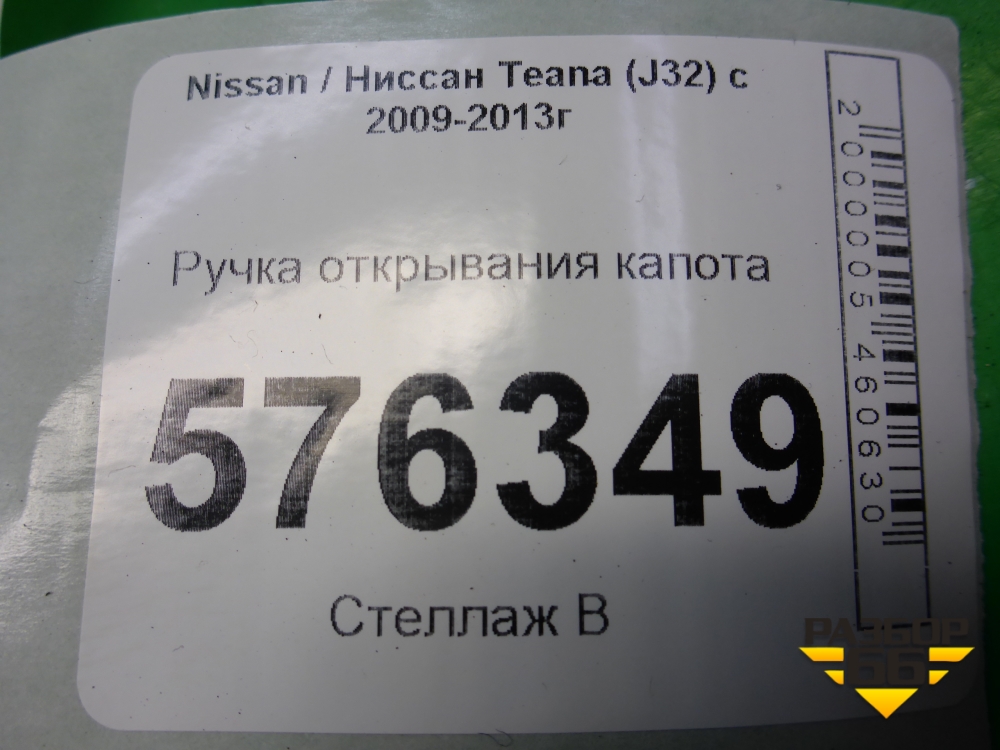 Nissan / Ниссан Teana (J32) с
2009-2013г
Ручка открывания капота
576349
Стеллаж В
2000005460630
РАЗБОР
66